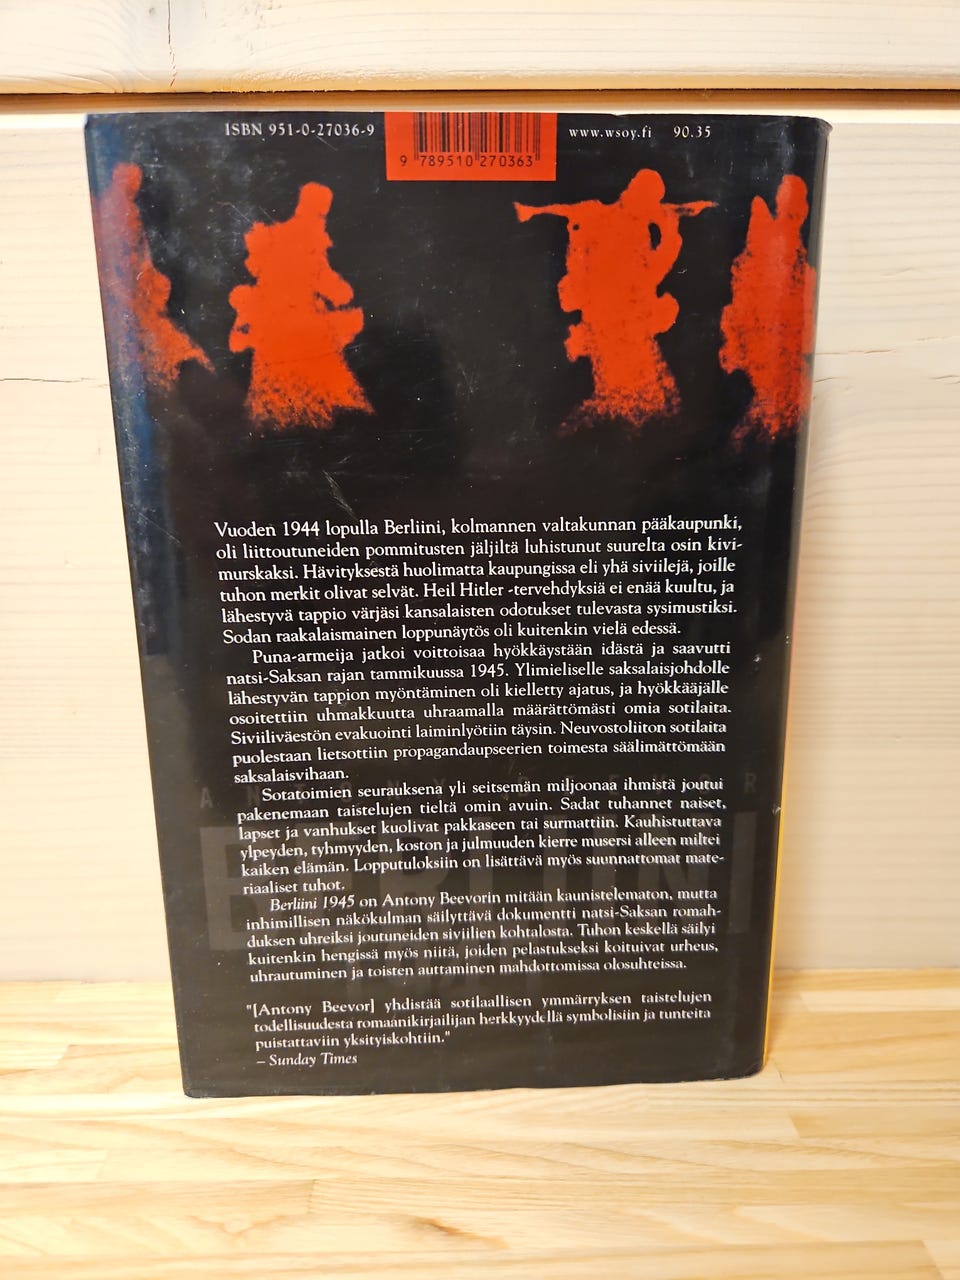 ISBN 951-0-27036-9
9 789510 270363
www.wsoy.fi 90.35
Vuoden 1944 lopulla Berliini, kolmannen valtakunnan pääkaupunki,
oli liittoutuneiden pommitusten jäljiltä luhistunut suurelta osin kivi-
murskaksi. Hävityksestä huolimatta kaupungissa eli yhä siviilejä, joille
tuhon merkit olivat selvät. Heil Hitler -tervehdyksiä ei enää kuultu, ja
lähestyvä tappio värjäsi kansalaisten odotukset tulevasta sysimustiksi.
Sodan raakalaismainen loppunäytös oli kuitenkin vielä edessä.
Puna-armeija jatkoi voittoisaa hyökkäystään idästä ja saavutti
natsi-Saksan rajan tammikuussa 1945. Ylimieliselle saksalaisjohdolle
lähestyvän tappion myöntäminen oli kielletty ajatus, ja hyökkääjälle
osoitettiin uhmakkuutta uhraamalla määrättömästi omia sotilaita.
Siviiliväestön evakuointi laiminlyötiin täysin. Neuvostoliiton sotilaita
puolestaan lietsottiin propagandaupseerien toimesta säälimättömään
saksalaisvihaan.
Sotatoimien seurauksena yli seitsemän miljoonaa ihmistä joutui
pakenemaan taistelujen tieltä omin avuin. Sadat tuhannet naiset,
lapset ja vanhukset kuolivat pakkaseen tai surmattiin. Kauhistuttava
ylpeyden, tyhmyyden, koston ja julmuuden kierre musersi alleen miltei
kaiken elämän. Lopputuloksiin on lisättävä myös suunnattomat mate-
riaaliset tuhot.
Berliini 1945 on Antony Beevorin mitään kaunistelematon, mutta
inhimillisen näkökulman säilyttävä dokumentti natsi-Saksan romah-
duksen uhreiksi joutuneiden siviilien kohtalosta. Tuhon keskellä säilyi
kuitenkin hengissä myös niitä, joiden pelastukseksi koituivat urheus,
uhrautuminen ja toisten auttaminen mahdottomissa olosuhteissa.
"[Antony Beevor] yhdistää sotilaallisen ymmärryksen taistelujen
todellisuudesta romaanikirjailijan herkkyydellä symbolisiin ja tunteita
puistattaviin yksityiskohtiin."
– Sunday Times
ANTONY BEEVOR
BERLIINI
1945